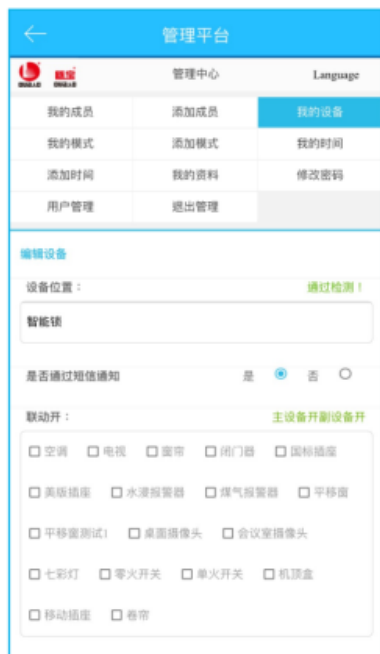 管理平台
管理中心 Language
我的成员 添加成员 我的设备
我的模式 添加模式 我的时间
添加时间 我的资料 修改密码
用户管理 退出管理
编辑设备
设备位置： 通过检测！
智能锁
是否通过短信通知 是 否
联动开： 主设备开副设备开
空调 电视 窗帘 闭门器 国标插座
美版插座 水浸报警器 煤气报警器 平移窗
平移窗测试1 桌面摄像头 会议室摄像头
七彩灯 零火开关 单火开关 机顶盒
移动插座 卷帘